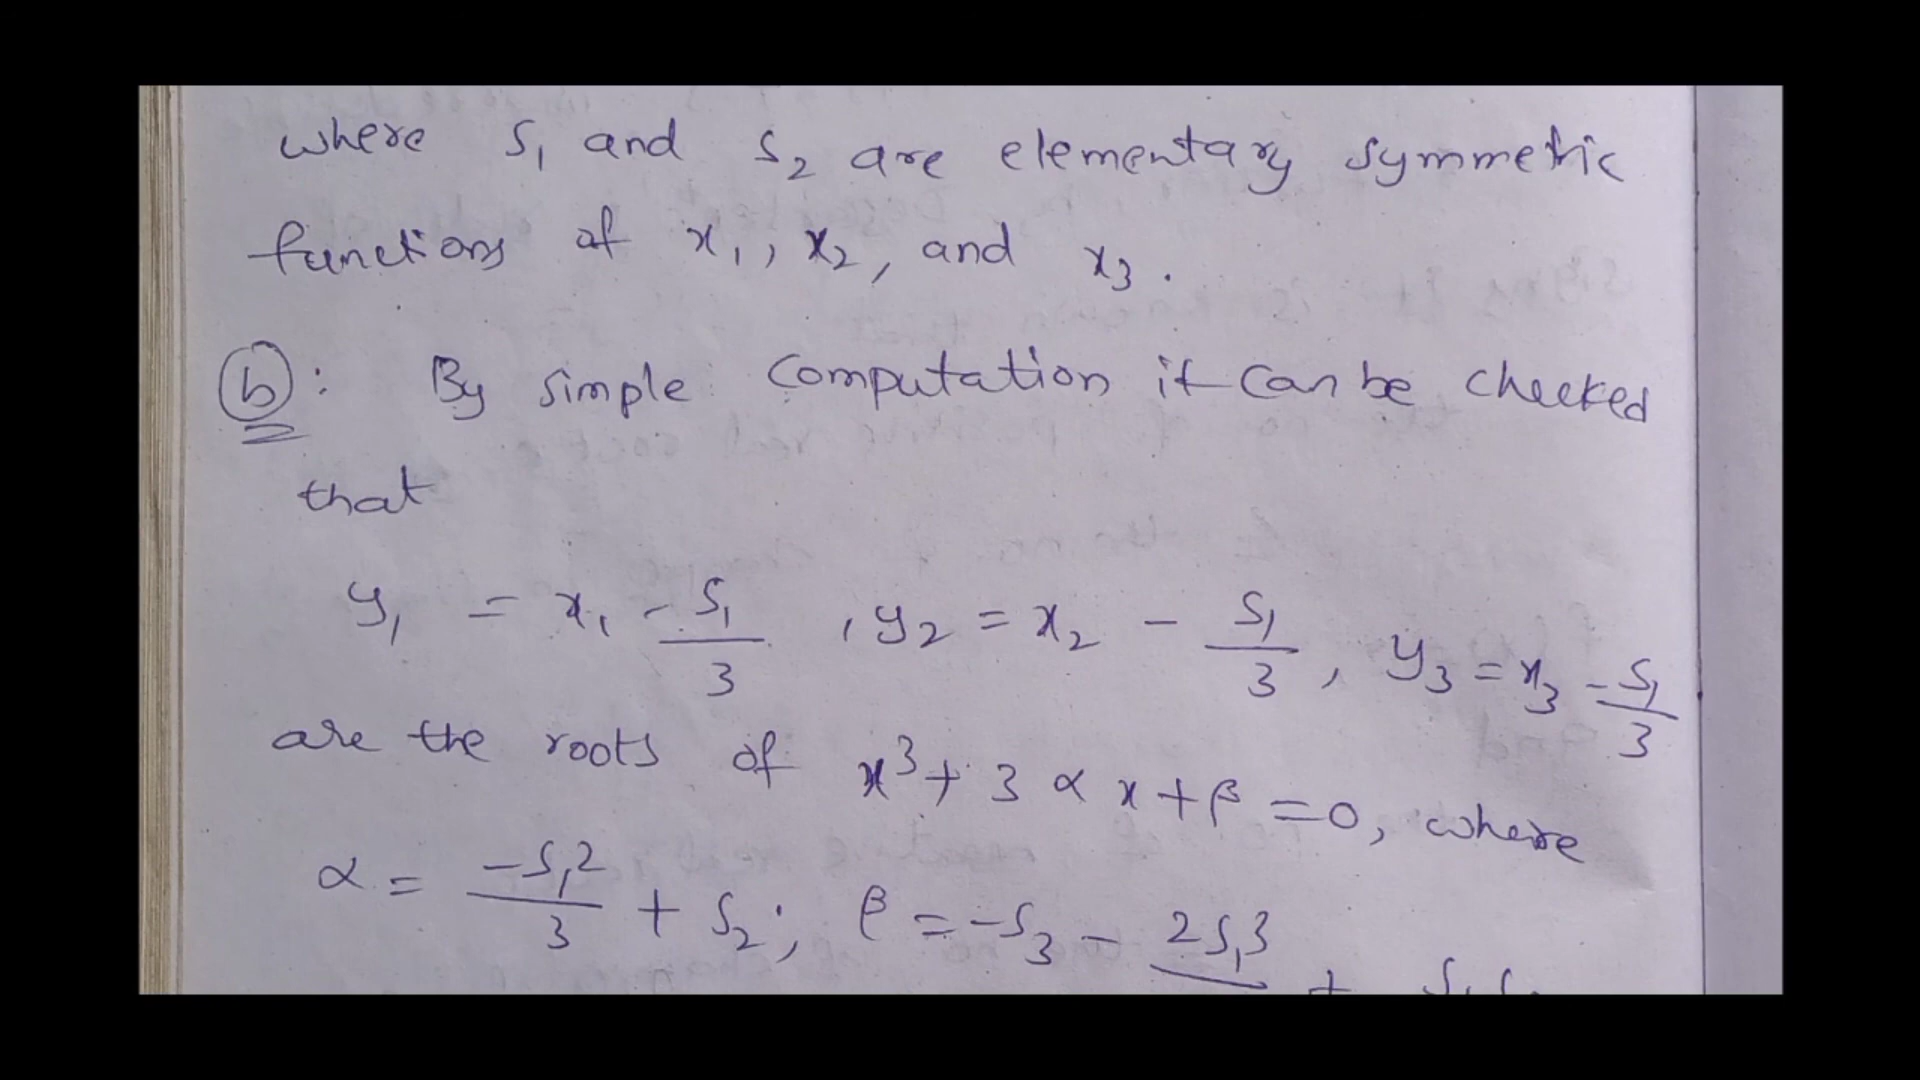 where S₁ and S₂ are elementary symmetric
functions of x₁, x₂, and x₃.
(b): By simple computation it can be checked
that
y₁ = x₁ - S₁/3 , y₂ = x₂ - S₁/3 , y₃ = x₃ - S₁/3
are the roots of x³ + 3 α x + β = 0, where
α = -S₁²/3 + S₂; β = -S₃ - 2S₁³ + S₁S